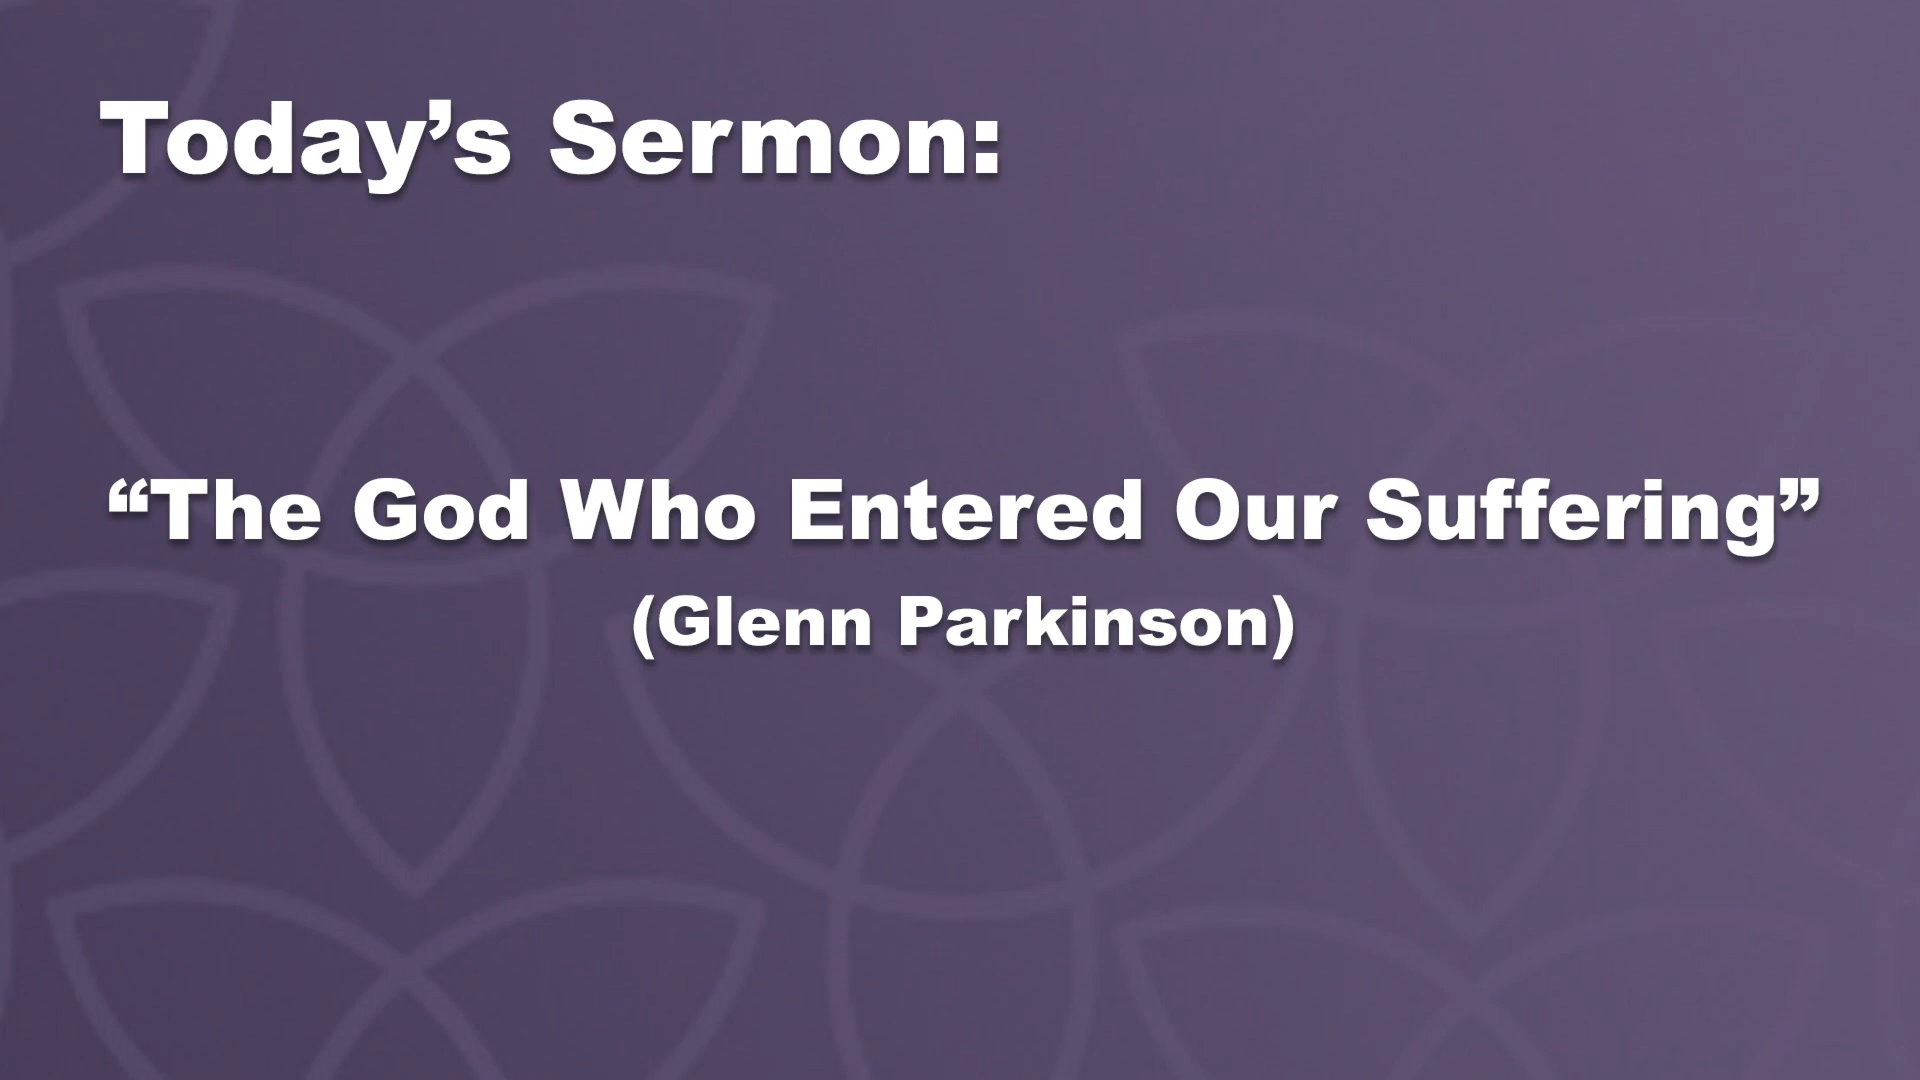 Today’s Sermon:
“The God Who Entered Our Suffering”
(Glenn Parkinson)